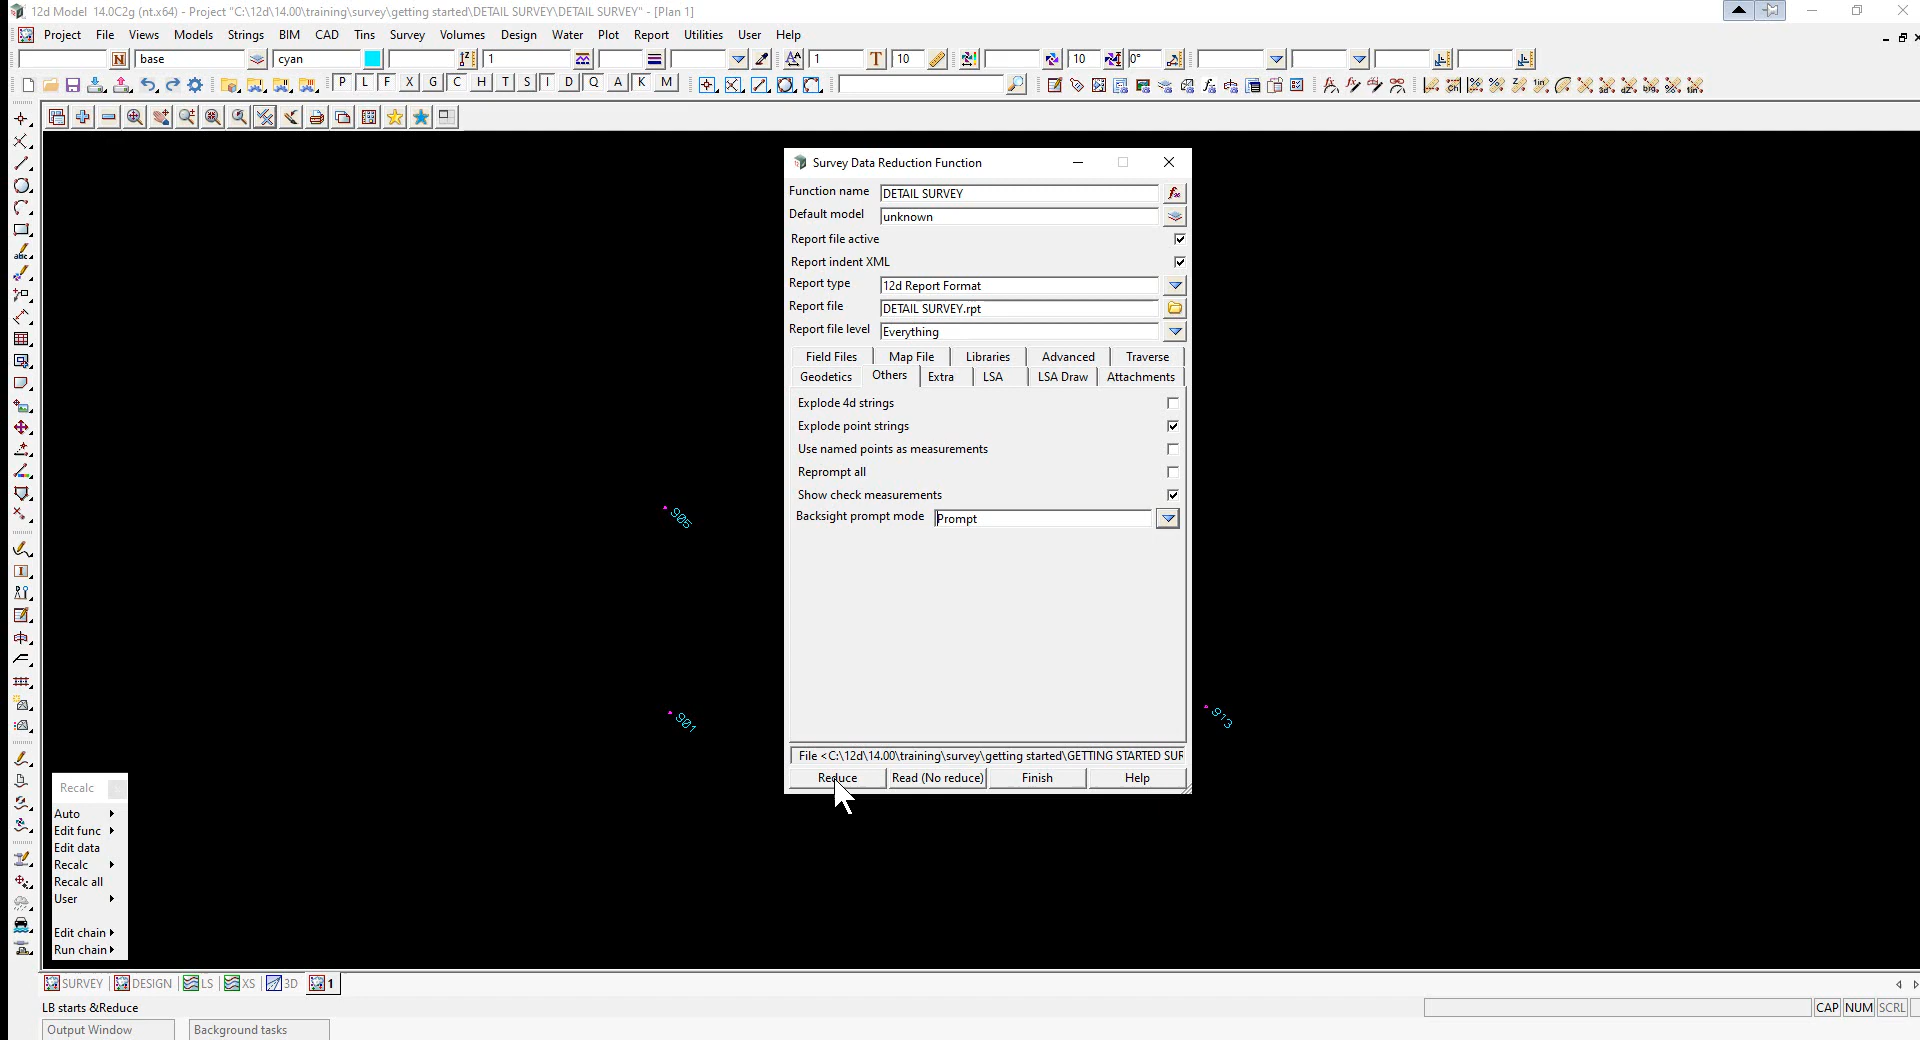 12d Model 14.0C2g (nt.x64) - Project "C:\12d\14.00\training\survey\getting started\DETAIL SURVEY\DETAIL SURVEY" - [Plan 1]
Project File Views Models Strings BIM CAD Tins Survey Volumes Design Water Plot Report Utilities User Help
N base cyan 1 1 T 10 10 0°
P L F X G C H T S I D Q A K M
Survey Data Reduction Function
Function name DETAIL SURVEY
Default model unknown
Report file active
Report indent XML
Report type 12d Report Format
Report file DETAIL SURVEY.rpt
Report file level Everything
Field Files Map File Libraries Advanced Traverse
Geodetics Others Extra LSA LSA Draw Attachments
Explode 4d strings
Explode point strings
Use named points as measurements
Reprompt all
Show check measurements
Backsight prompt mode Prompt
905
901
913
File <C:\12d\14.00\training\survey\getting started\GETTING STARTED SUR
Reduce Read (No reduce) Finish Help
Recalc
Auto
Edit func
Edit data
Recalc
Recalc all
User
Edit chain
Run chain
SURVEY DESIGN LS XS 3D 1
LB starts &Reduce
CAP NUM SCRL
Output Window Background tasks